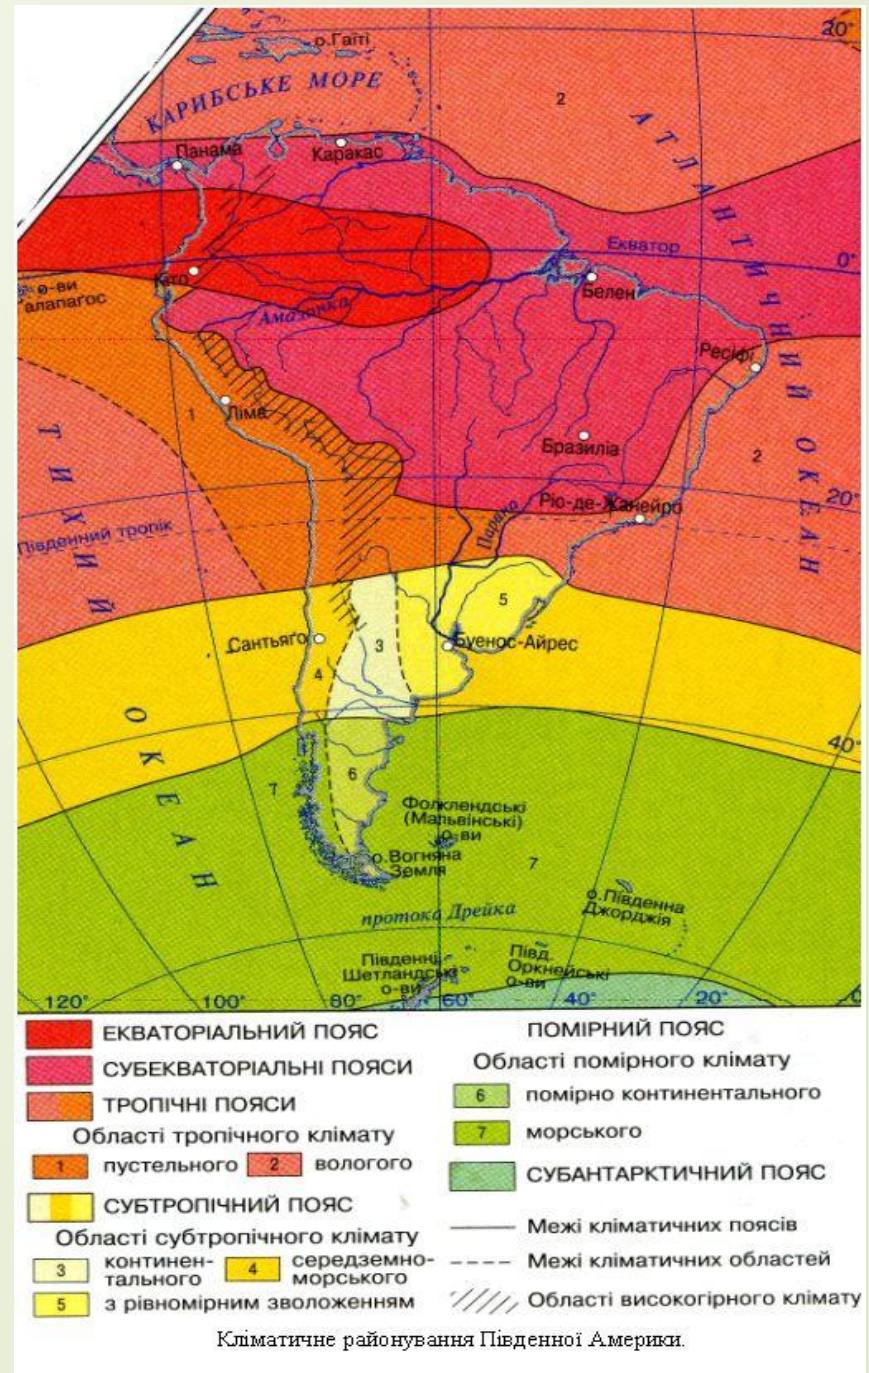 20°
о.Гаїті
КАРИБСЬКЕ МОРЕ
2
АТЛАНТИЧНИЙ ОКЕАН
Панама
Каракас
Екватор
0°
Кіто
о-ви
алапаґос
Белен
Амазонка
Ресіфі
1
Ліма
Бразиліа
2
ТИХИЙ ОКЕАН
20°
Ріо-де-Жанейро
Парана
Південний тропік
5
Сантьяґо
3
Буенос-Айрес
4
40°
6
7
Фолклендські
(Мальвінські)
о-ви
о.Вогняна
Земля
7
о.Південна
Джорджія
протока Дрейка
Південні
Шетландські
о-ви
Півд.
Оркнейські
о-ви
120° 100° 80° 60° 40° 20° 0
ЕКВАТОРІАЛЬНИЙ ПОЯС
СУБЕКВАТОРІАЛЬНІ ПОЯСИ
ТРОПІЧНІ ПОЯСИ
Області тропічного клімату
1 пустельного 2 вологого
СУБТРОПІЧНИЙ ПОЯС
Області субтропічного клімату
3 континен-
тального
4 середземно-
морського
5 з рівномірним зволоженням
ПОМІРНИЙ ПОЯС
Області помірного клімату
6 помірно континентального
7 морського
СУБАНТАРКТИЧНИЙ ПОЯС
Межі кліматичних поясів
Межі кліматичних областей
Області високогірного клімату
Кліматичне районування Південної Америки.